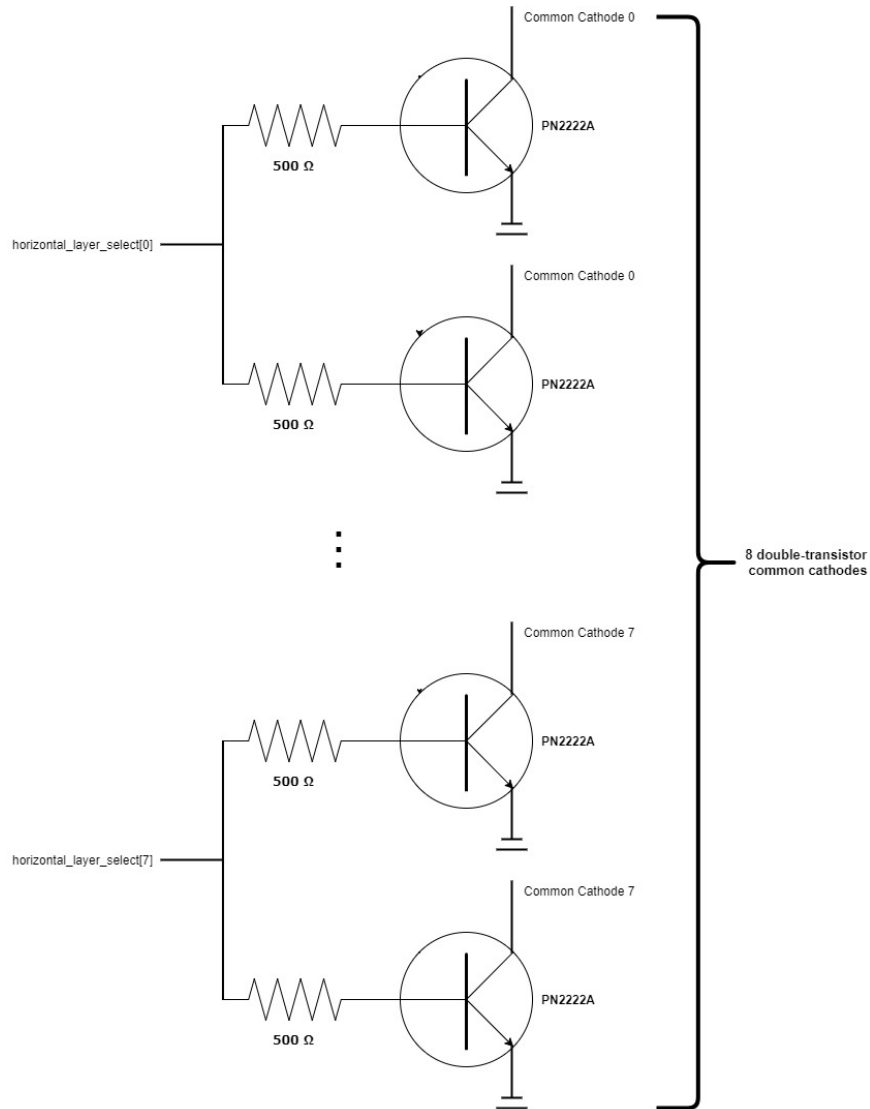 Common Cathode 0
PN2222A
500 Ω
horizontal_layer_select[0]
Common Cathode 0
PN2222A
500 Ω
8 double-transistor
common cathodes
Common Cathode 7
PN2222A
500 Ω
horizontal_layer_select[7]
Common Cathode 7
PN2222A
500 Ω